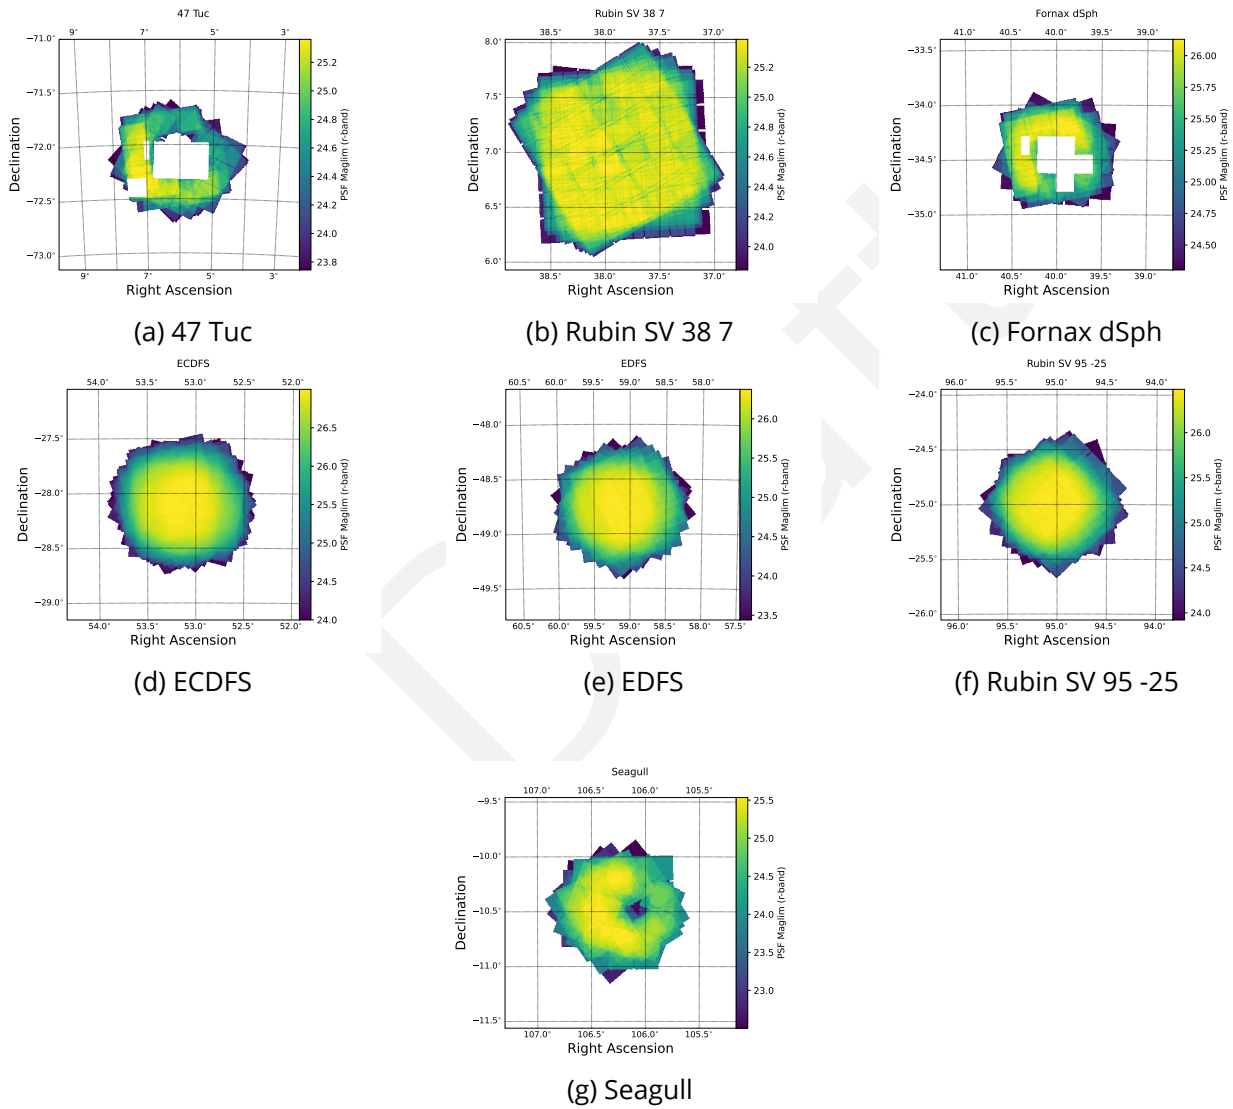 47 Tuc
9° 7° 5° 3°
−71.0°
−71.5°
−72.0°
−72.5°
−73.0°
9° 7° 5° 3°
Right Ascension
Declination
25.2
25.0
24.8
24.6
24.4
24.2
24.0
23.8
PSF Maglim (r-band)
(a) 47 Tuc
Rubin SV 38 7
38.5° 38.0° 37.5° 37.0°
8.0°
7.5°
7.0°
6.5°
6.0°
38.5° 38.0° 37.5° 37.0°
Right Ascension
Declination
25.2
25.0
24.8
24.6
24.4
24.2
24.0
PSF Maglim (r-band)
(b) Rubin SV 38 7
Fornax dSph
41.0° 40.5° 40.0° 39.5° 39.0°
−33.5°
−34.0°
−34.5°
−35.0°
41.0° 40.5° 40.0° 39.5° 39.0°
Right Ascension
Declination
26.00
25.75
25.50
25.25
25.00
24.75
24.50
PSF Maglim (r-band)
(c) Fornax dSph
ECDFS
54.0° 53.5° 53.0° 52.5° 52.0°
−27.5°
−28.0°
−28.5°
−29.0°
54.0° 53.5° 53.0° 52.5° 52.0°
Right Ascension
Declination
26.5
26.0
25.5
25.0
24.5
24.0
PSF Maglim (r-band)
(d) ECDFS
EDFS
60.5° 60.0° 59.5° 59.0° 58.5° 58.0°
−48.0°
−48.5°
−49.0°
−49.5°
60.5° 60.0° 59.5° 59.0° 58.5° 58.0° 57.5°
Right Ascension
Declination
26.0
25.5
25.0
24.5
24.0
23.5
PSF Maglim (r-band)
(e) EDFS
Rubin SV 95 -25
96.0° 95.5° 95.0° 94.5° 94.0°
−24.0°
−24.5°
−25.0°
−25.5°
−26.0°
96.0° 95.5° 95.0° 94.5° 94.0°
Right Ascension
Declination
26.0
25.5
25.0
24.5
24.0
PSF Maglim (r-band)
(f) Rubin SV 95 -25
Seagull
107.0° 106.5° 106.0° 105.5°
−9.5°
−10.0°
−10.5°
−11.0°
−11.5°
107.0° 106.5° 106.0° 105.5°
Right Ascension
Declination
25.5
25.0
24.5
24.0
23.5
23.0
PSF Maglim (r-band)
(g) Seagull